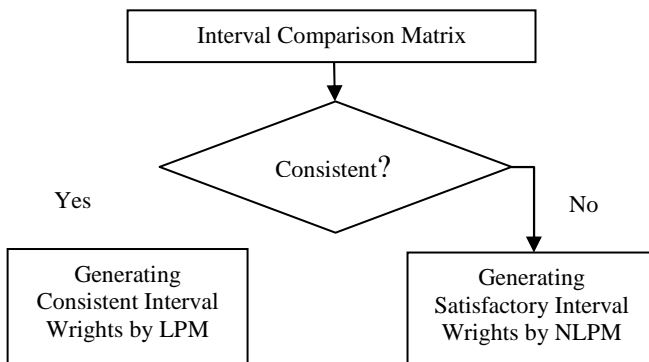 Interval Comparison Matrix
Consistent?
Yes
No
Generating
Consistent Interval
Wrights by LPM
Generating
Satisfactory Interval
Wrights by NLPM